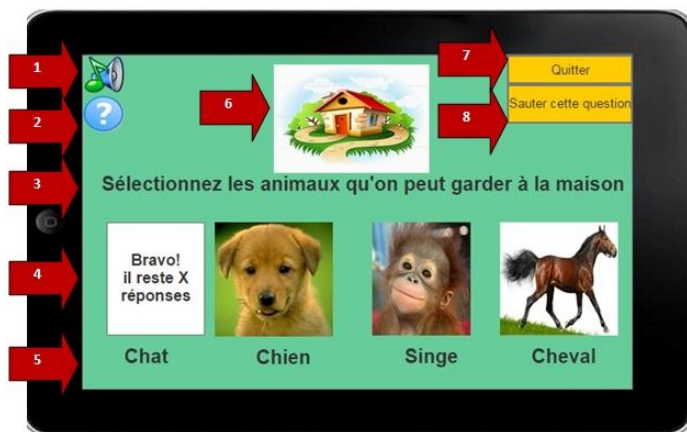 1
7
Quitter
6
8
Sauter cette question
2
?
3
Sélectionnez les animaux qu'on peut garder à la maison
4
Bravo!
il reste X
réponses
5
Chat
Chien
Singe
Cheval